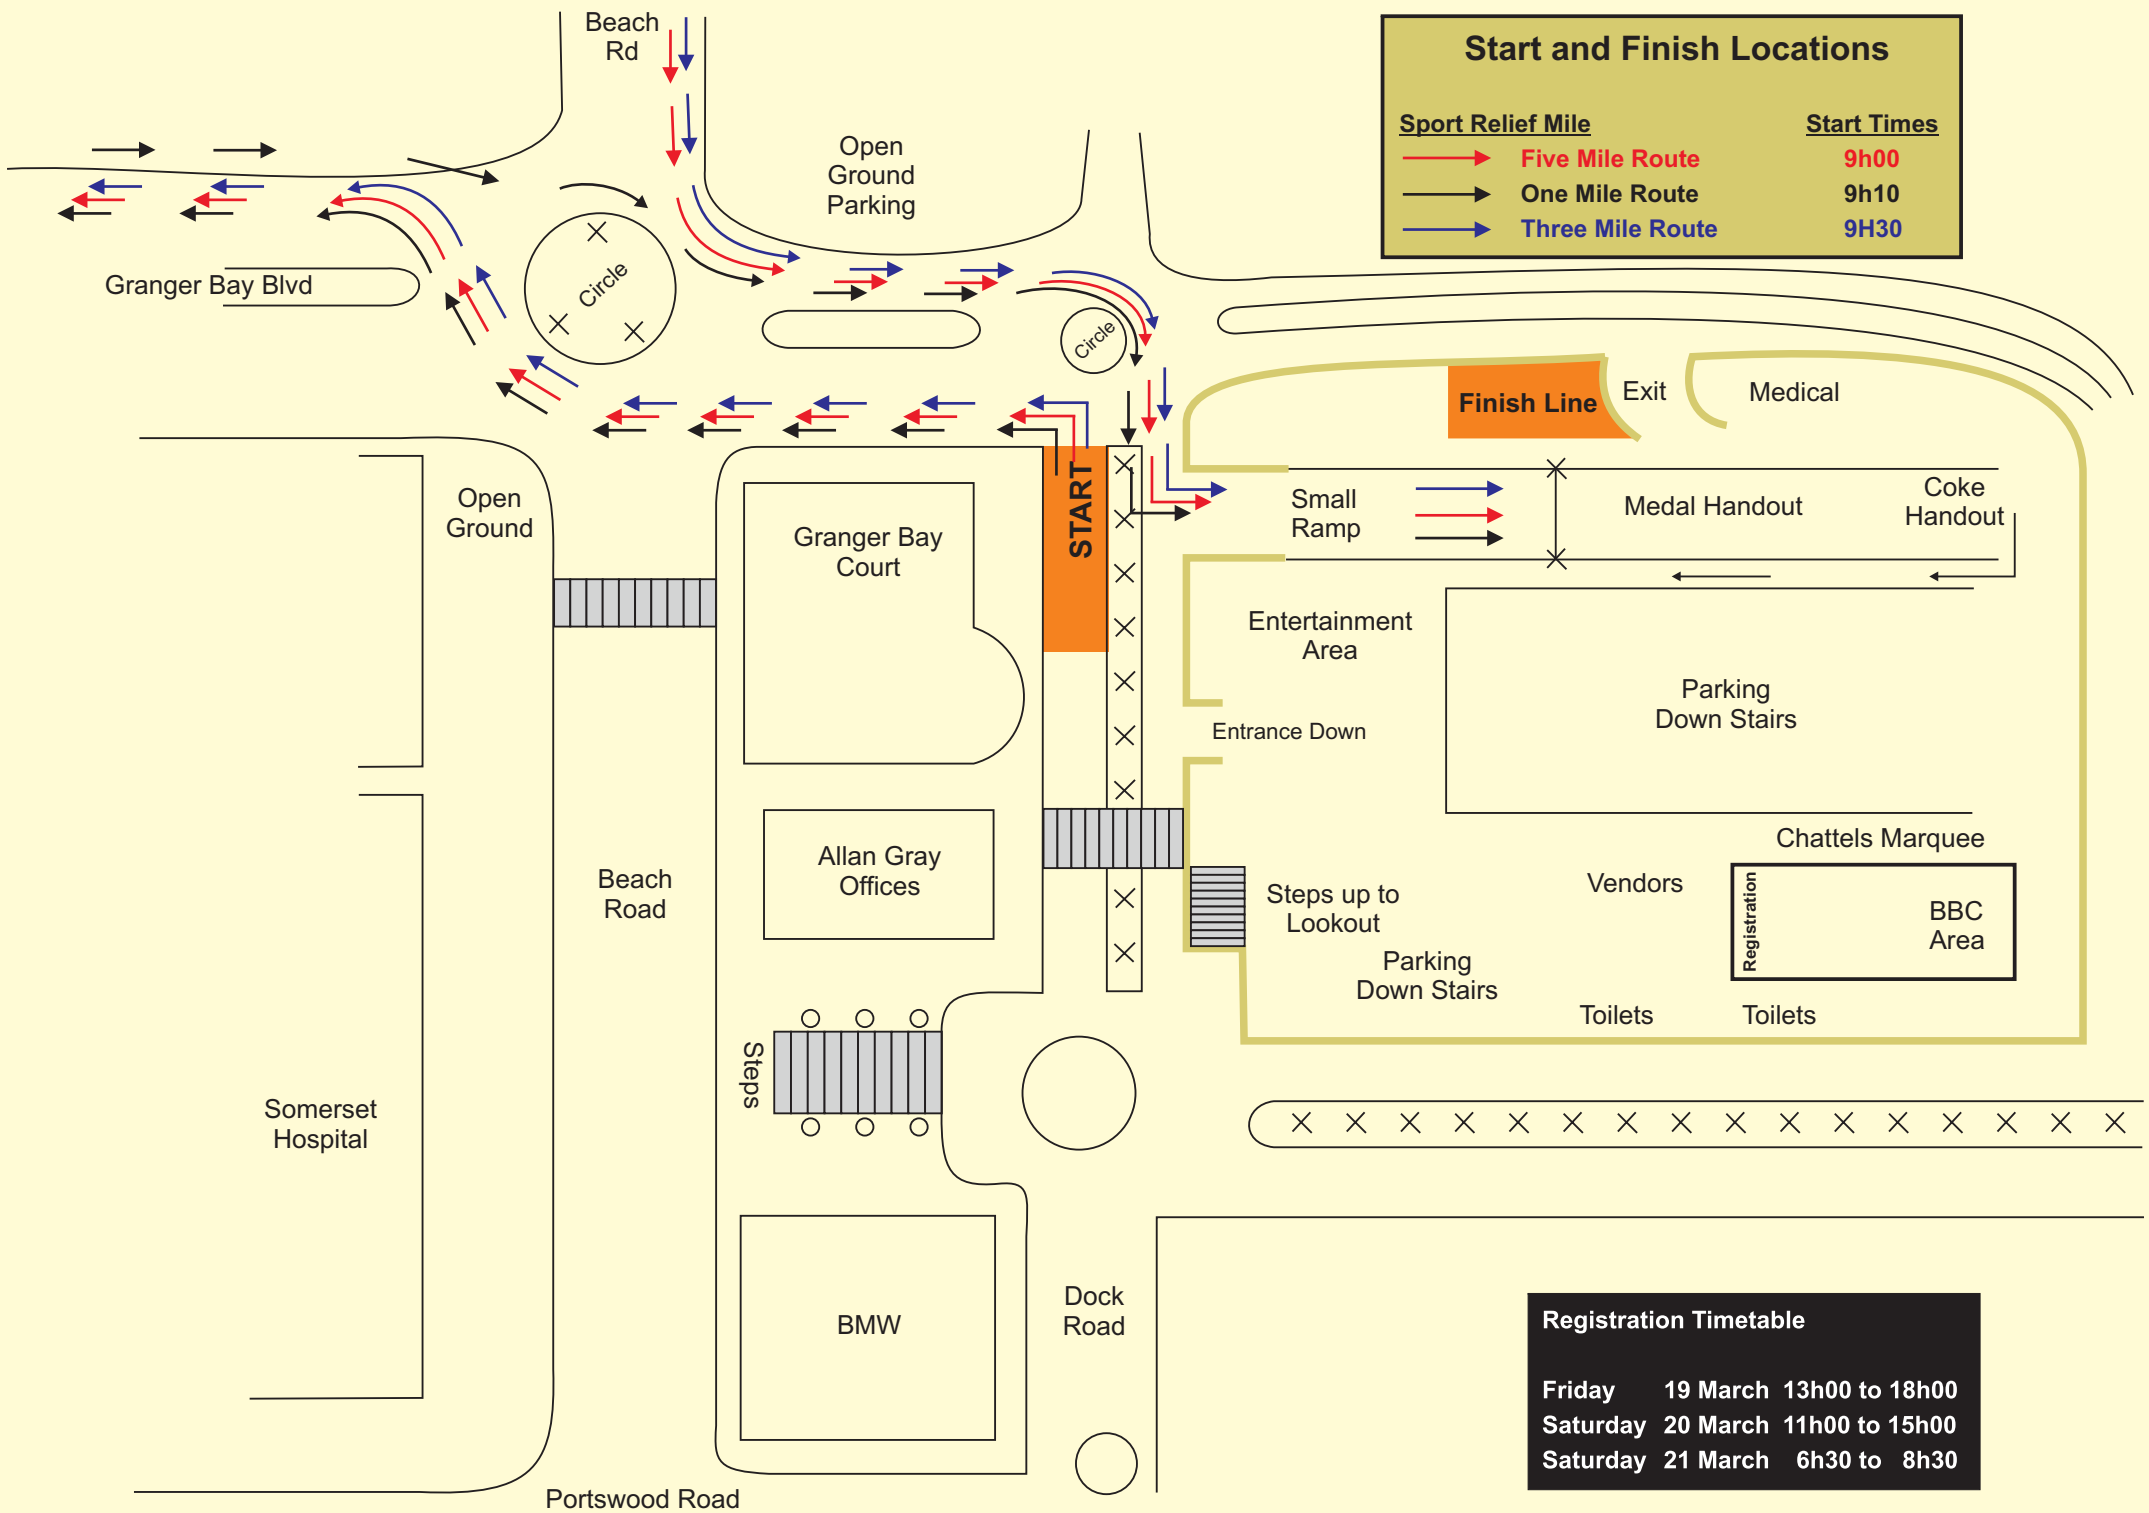 Beach
Rd
Start and Finish Locations
Sport Relief Mile Start Times
Five Mile Route 9h00
One Mile Route 9h10
Three Mile Route 9H30
Open
Ground
Parking
Granger Bay Blvd
Circle
Circle
Finish Line
Exit
Medical
Open
Ground
Granger Bay
Court
START
Small
Ramp
Medal Handout
Coke
Handout
Entertainment
Area
Entrance Down
Parking
Down Stairs
Chattels Marquee
Allan Gray
Offices
Beach
Road
Steps up to
Lookout
Vendors
Registration
BBC
Area
Parking
Down Stairs
Toilets
Toilets
Steps
Somerset
Hospital
BMW
Dock
Road
Registration Timetable
Friday 19 March 13h00 to 18h00
Saturday 20 March 11h00 to 15h00
Saturday 21 March 6h30 to 8h30
Portswood Road